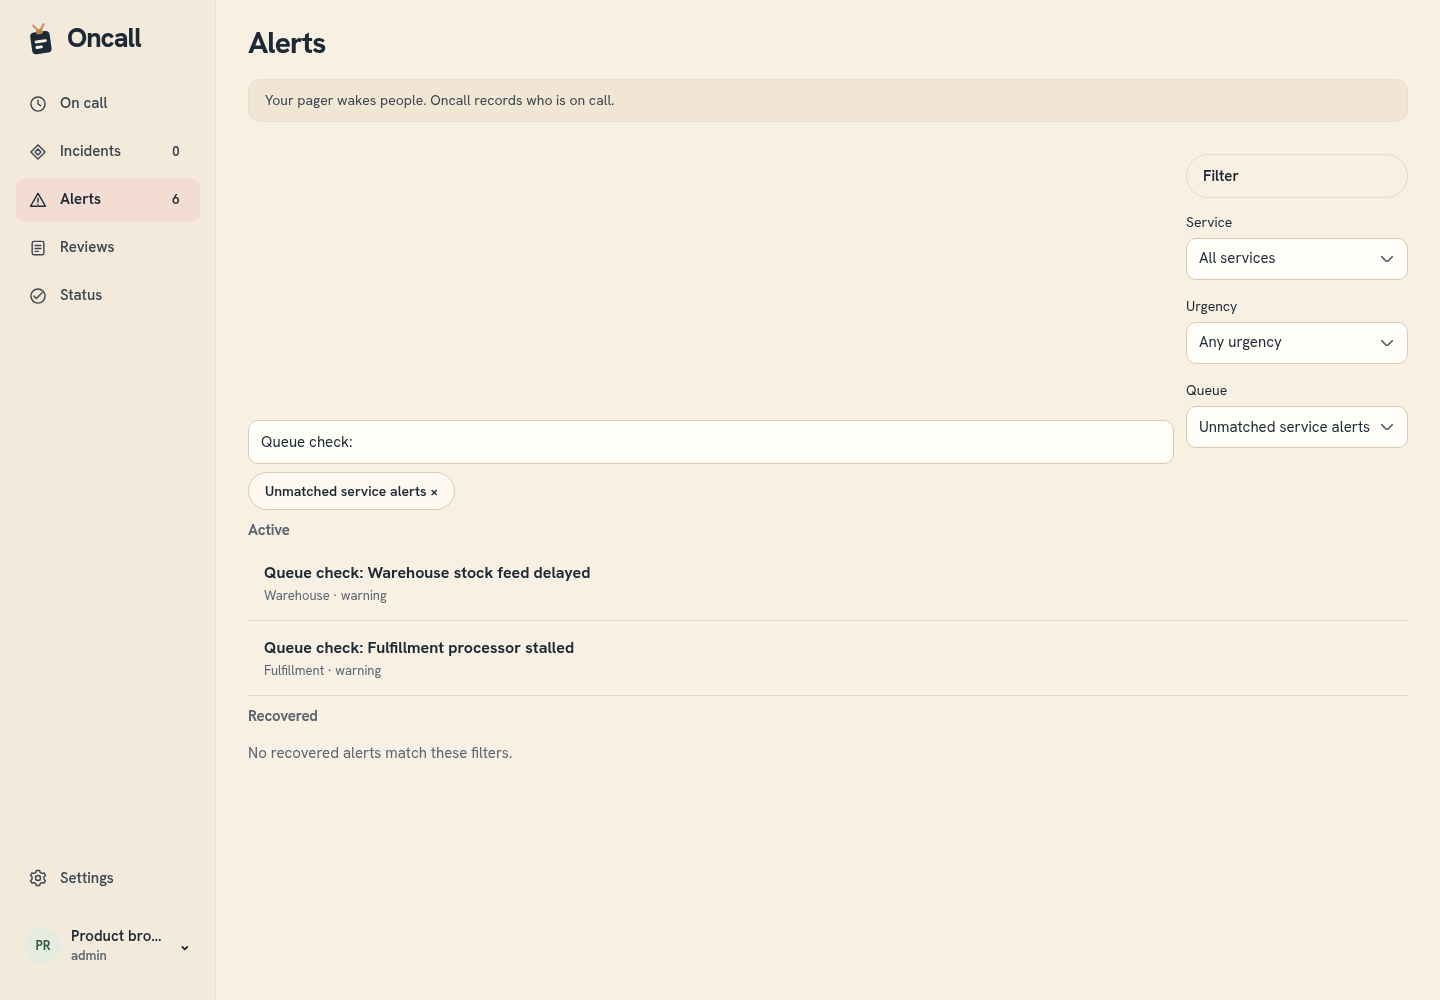 Oncall
On call
Incidents 0
Alerts 6
Reviews
Status
Settings
PR
Product bro...
admin
Alerts
Your pager wakes people. Oncall records who is on call.
Filter
Service
All services
Urgency
Any urgency
Queue
Unmatched service alerts
Queue check:
Unmatched service alerts ×
Active
Queue check: Warehouse stock feed delayed
Warehouse · warning
Queue check: Fulfillment processor stalled
Fulfillment · warning
Recovered
No recovered alerts match these filters.